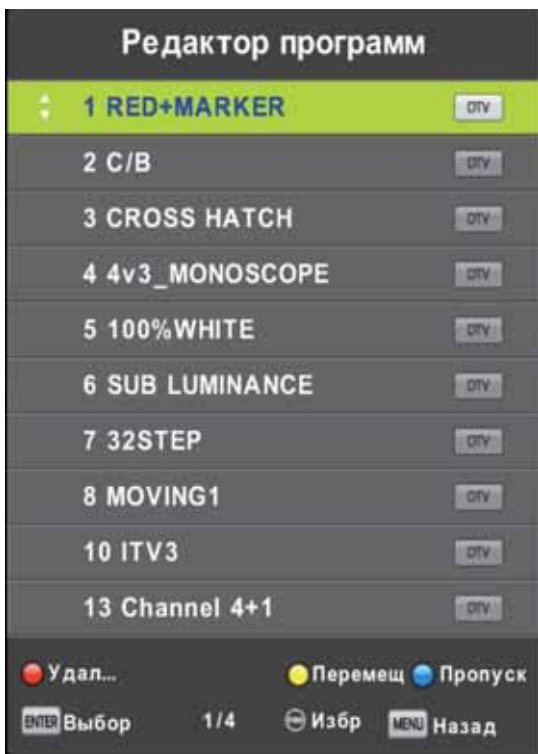 Редактор программ
1 RED+MARKER DTV
2 C/B DTV
3 CROSS HATCH DTV
4 4v3_MONOSCOPE DTV
5 100%WHITE DTV
6 SUB LUMINANCE DTV
7 32STEP DTV
8 MOVING1 DTV
10 ITV3 DTV
13 Channel 4+1 DTV
Удал... Перемещ Пропуск
ENTER Выбор 1/4 Избр MENU Назад